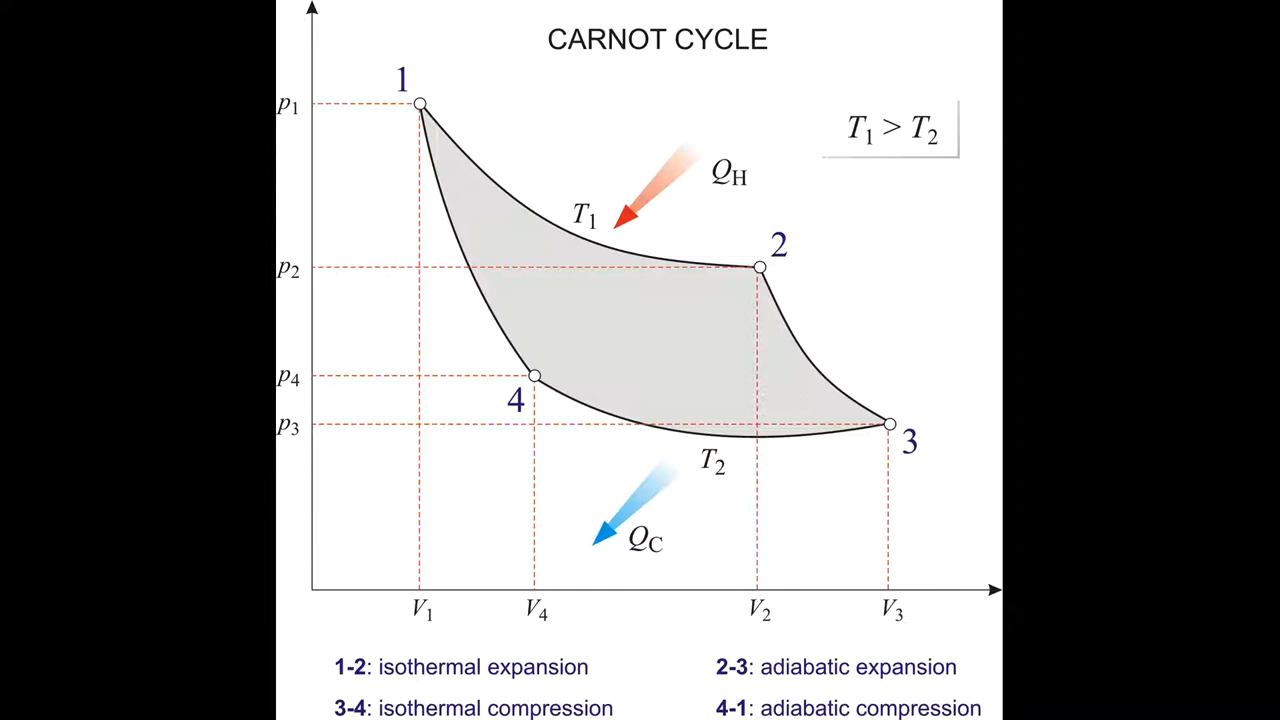 CARNOT CYCLE
1
p1
T1 > T2
QH
T1
2
p2
p4
4
p3
3
T2
QC
V1 V4 V2 V3
1-2: isothermal expansion 2-3: adiabatic expansion
3-4: isothermal compression 4-1: adiabatic compression